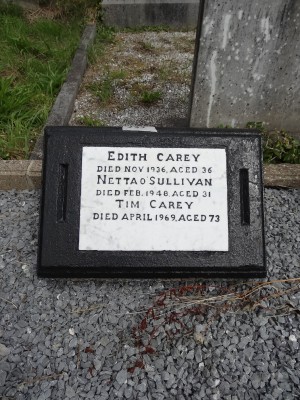 EDITH CAREY
DIED NOV 1936, AGED 36
NETTA O'SULLIVAN
DIED FEB. 1948, AGED 31
TIM CAREY
DIED APRIL 1969, AGED 73